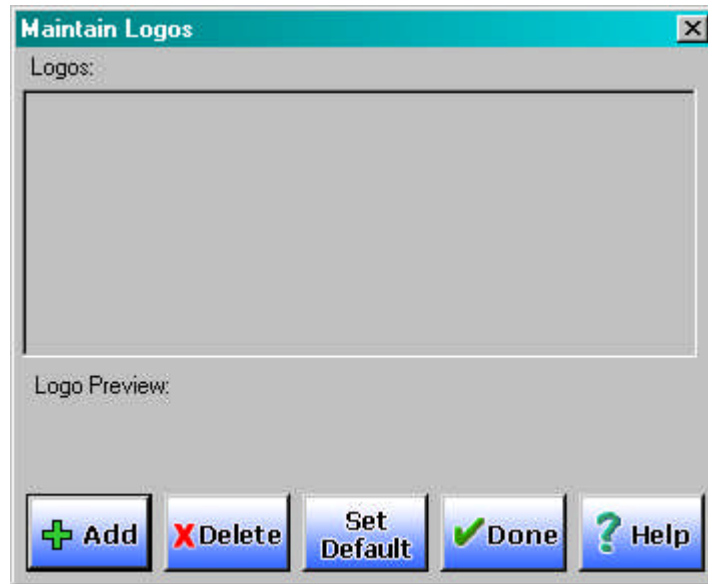 Maintain Logos
Logos:
Logo Preview:
Add
Delete
Set
Default
Done
Help